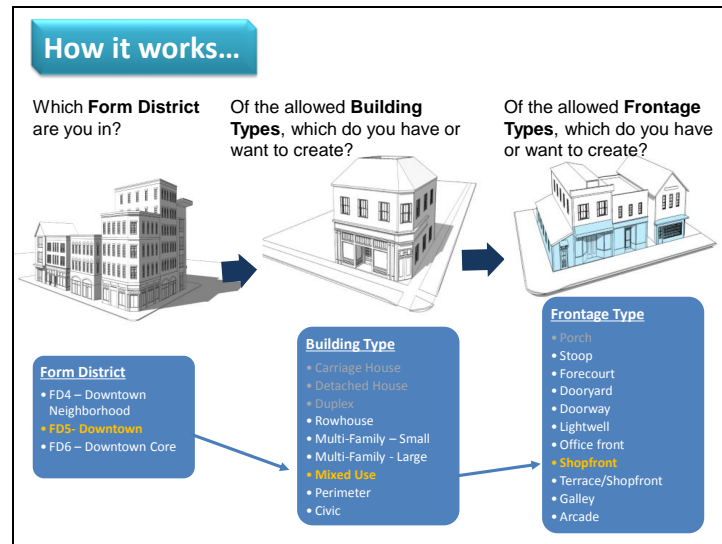 How it works…
Which Form District
are you in?
Of the allowed Building
Types, which do you have or
want to create?
Of the allowed Frontage
Types, which do you have
or want to create?
Form District
• FD4 – Downtown
Neighborhood
• FD5- Downtown
• FD6 – Downtown Core
Building Type
• Carriage House
• Detached House
• Duplex
• Rowhouse
• Multi-Family – Small
• Multi-Family - Large
• Mixed Use
• Perimeter
• Civic
Frontage Type
• Porch
• Stoop
• Forecourt
• Dooryard
• Doorway
• Lightwell
• Office front
• Shopfront
• Terrace/Shopfront
• Galley
• Arcade